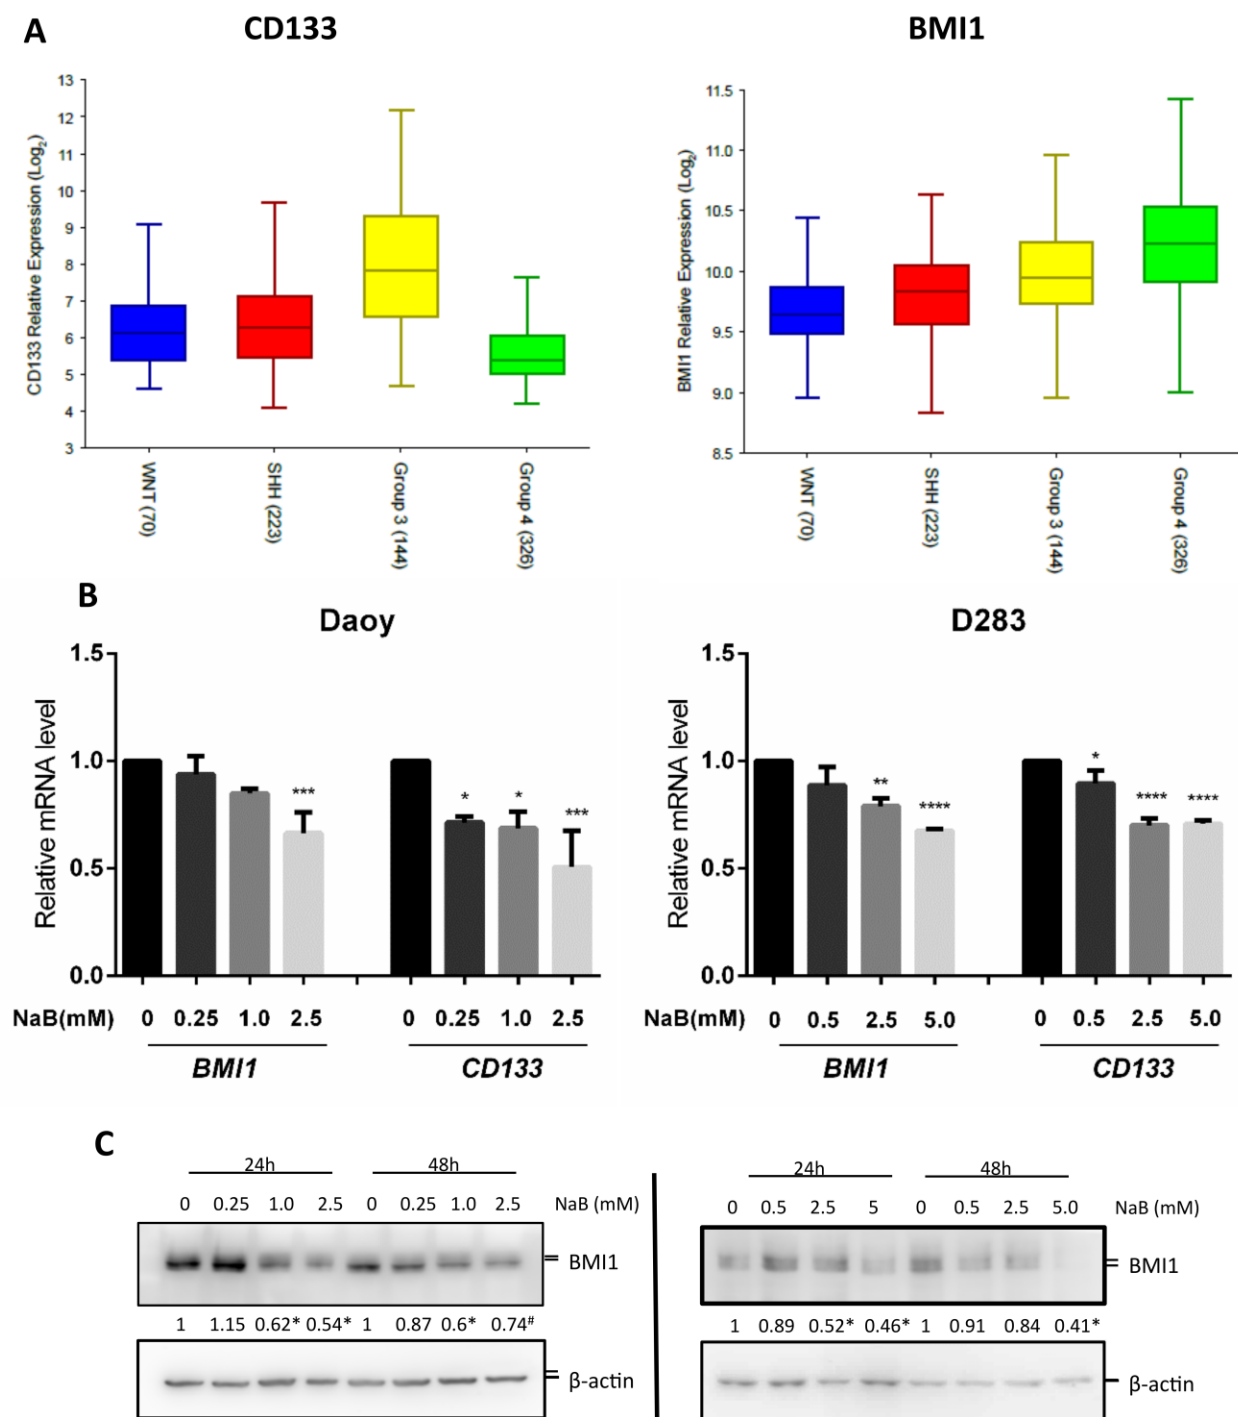 A
CD133
BMI1
CD133 Relative Expression (Log2)
13
12
11
10
9
8
7
6
5
4
3
WNT (70)
SHH (223)
Group 3 (144)
Group 4 (326)
BMI1 Relative Expression (Log2)
11.5
11.0
10.5
10.0
9.5
9.0
8.5
WNT (70)
SHH (223)
Group 3 (144)
Group 4 (326)
B
Daoy
Relative mRNA level
1.5
1.0
0.5
0.0
***
*
*
***
NaB(mM) 0 0.25 1.0 2.5 0 0.25 1.0 2.5
BMI1 CD133
D283
Relative mRNA level
1.5
1.0
0.5
0.0
**
****
*
****
****
NaB(mM) 0 0.5 2.5 5.0 0 0.5 2.5 5.0
BMI1 CD133
C
24h 48h
0 0.25 1.0 2.5 0 0.25 1.0 2.5 NaB (mM)
BMI1
1 1.15 0.62* 0.54* 1 0.87 0.6* 0.74#
β-actin
24h 48h
0 0.5 2.5 5 0 0.5 2.5 5.0 NaB (mM)
BMI1
1 0.89 0.52* 0.46* 1 0.91 0.84 0.41*
β-actin